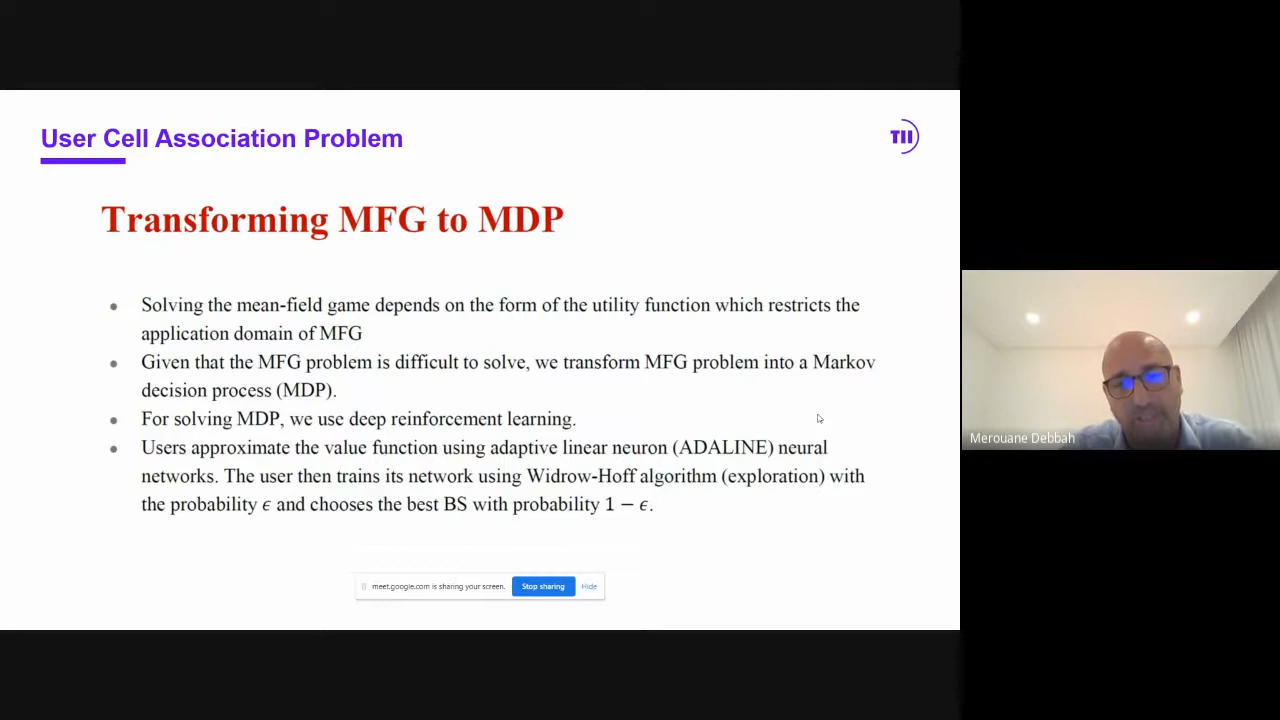 User Cell Association Problem
TII
Transforming MFG to MDP
● Solving the mean-field game depends on the form of the utility function which restricts the
application domain of MFG
● Given that the MFG problem is difficult to solve, we transform MFG problem into a Markov
decision process (MDP).
● For solving MDP, we use deep reinforcement learning.
● Users approximate the value function using adaptive linear neuron (ADALINE) neural
networks. The user then trains its network using Widrow-Hoff algorithm (exploration) with
the probability ϵ and chooses the best BS with probability 1 − ϵ.
meet.google.com is sharing your screen. Stop sharing Hide
Merouane Debbah